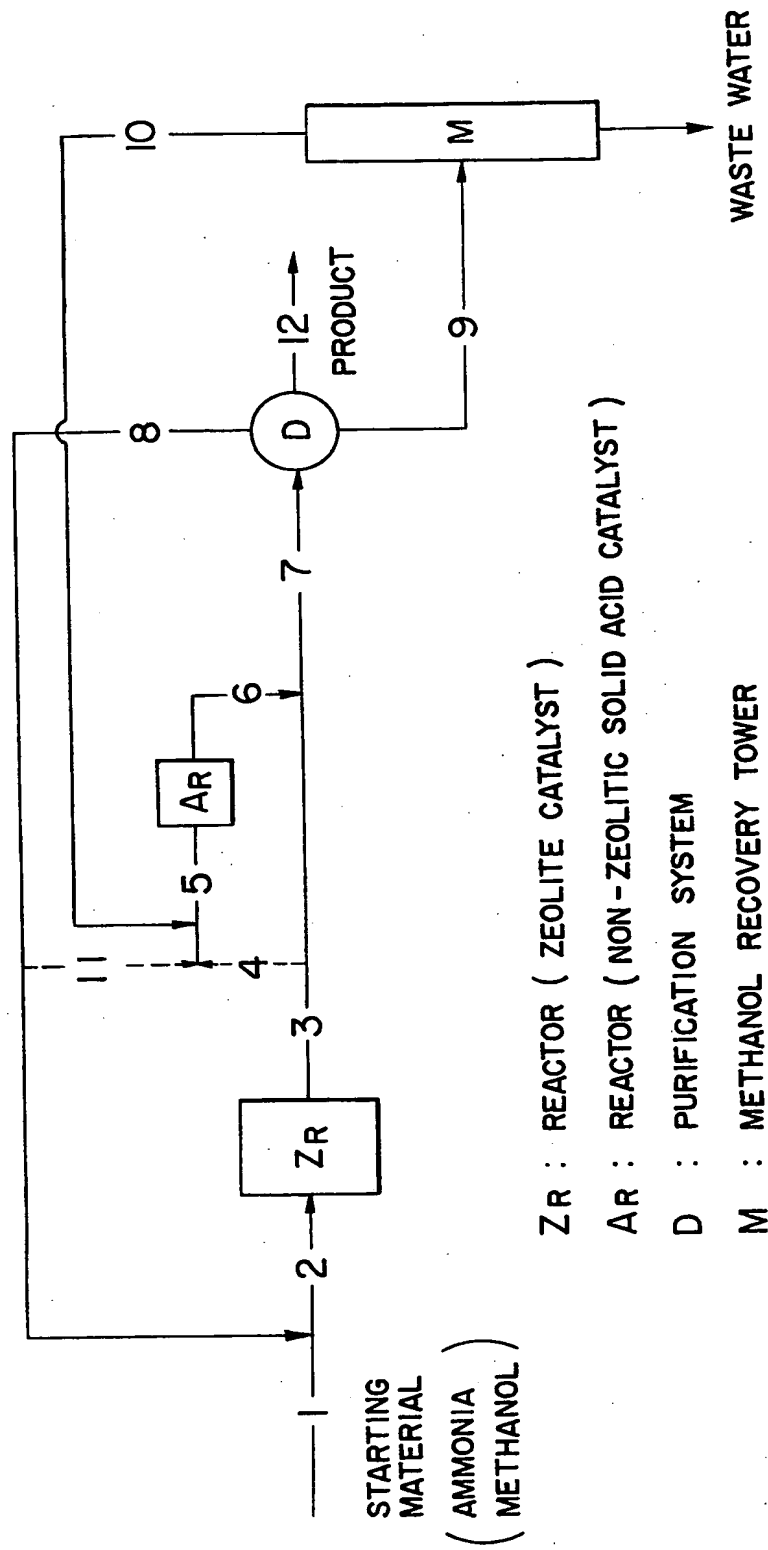 10
8
11
5
AR
6
4
1
2
ZR
3
7
D
12
PRODUCT
9
M
WASTE WATER
STARTING
MATERIAL
(AMMONIA
METHANOL)
ZR : REACTOR ( ZEOLITE CATALYST )
AR : REACTOR ( NON-ZEOLITIC SOLID ACID CATALYST )
D : PURIFICATION SYSTEM
M : METHANOL RECOVERY TOWER